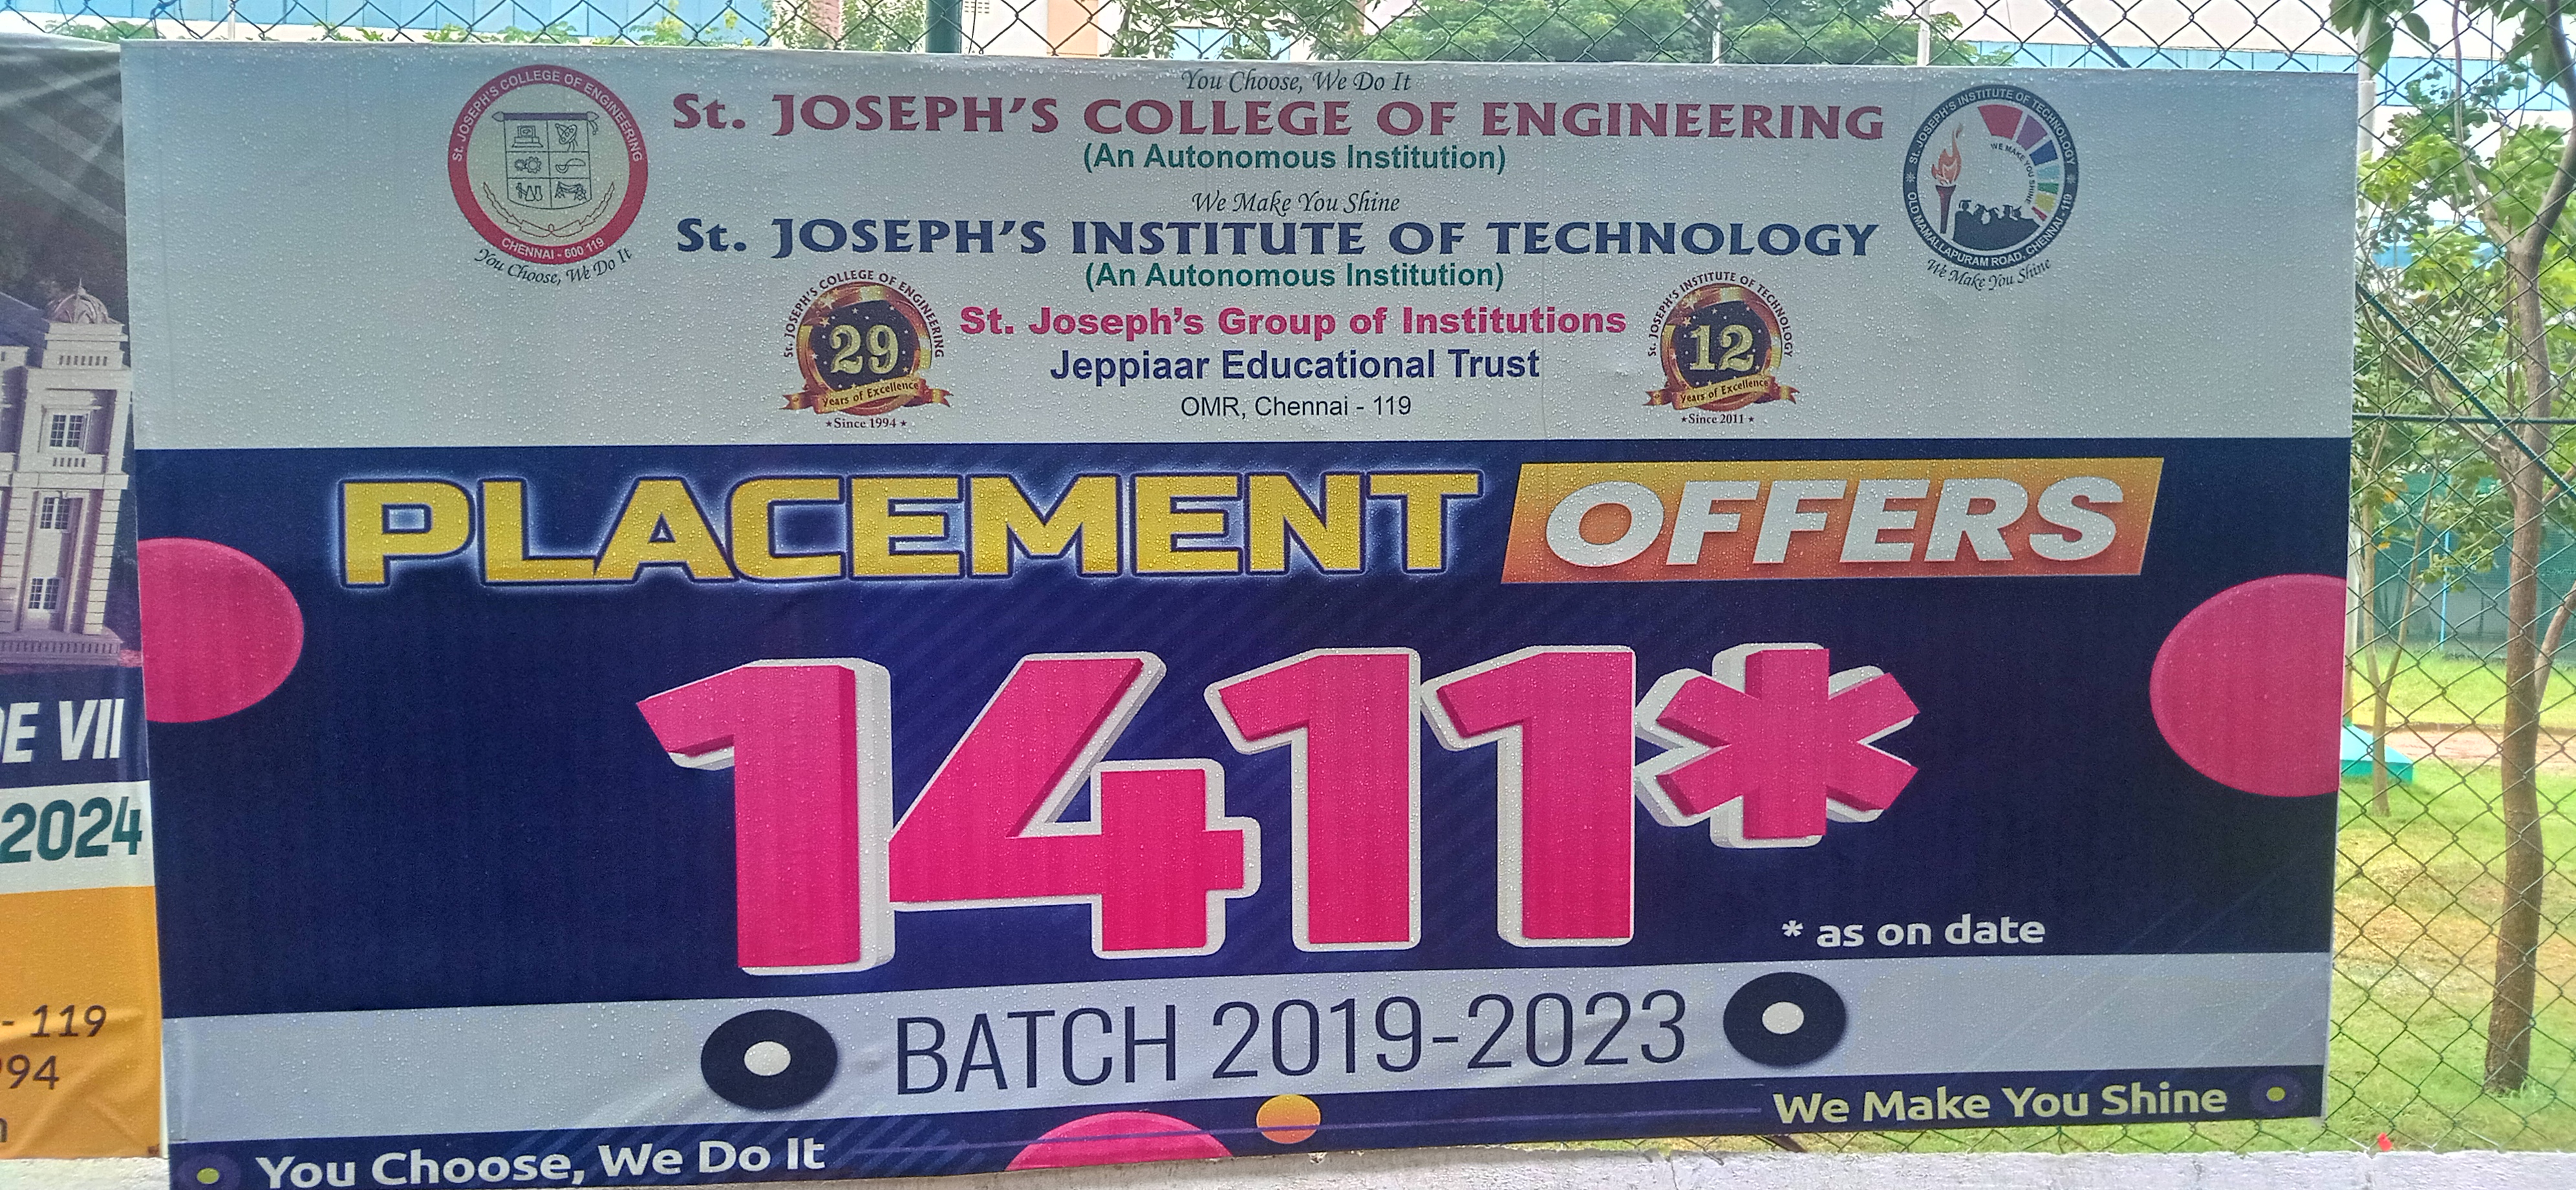 St. JOSEPH'S COLLEGE OF ENGINEERING
CHENNAI - 600 119
You Choose, We Do It
You Choose, We Do It
St. JOSEPH'S COLLEGE OF ENGINEERING
(An Autonomous Institution)
We Make You Shine
St. JOSEPH'S INSTITUTE OF TECHNOLOGY
(An Autonomous Institution)
St. JOSEPH'S INSTITUTE OF TECHNOLOGY
WE MAKE YOU SHINE
OLD MAMALLAPURAM ROAD, CHENNAI - 119
We Make You Shine
St. JOSEPH'S COLLEGE OF ENGINEERING
29
Years of Excellence
★Since 1994★
St. Joseph's Group of Institutions
Jeppiaar Educational Trust
OMR, Chennai - 119
St. JOSEPH'S INSTITUTE OF TECHNOLOGY
12
Years of Excellence
★Since 2011★
PLACEMENT OFFERS
1411*
* as on date
BATCH 2019-2023
You Choose, We Do It
We Make You Shine
VII
2024
- 119